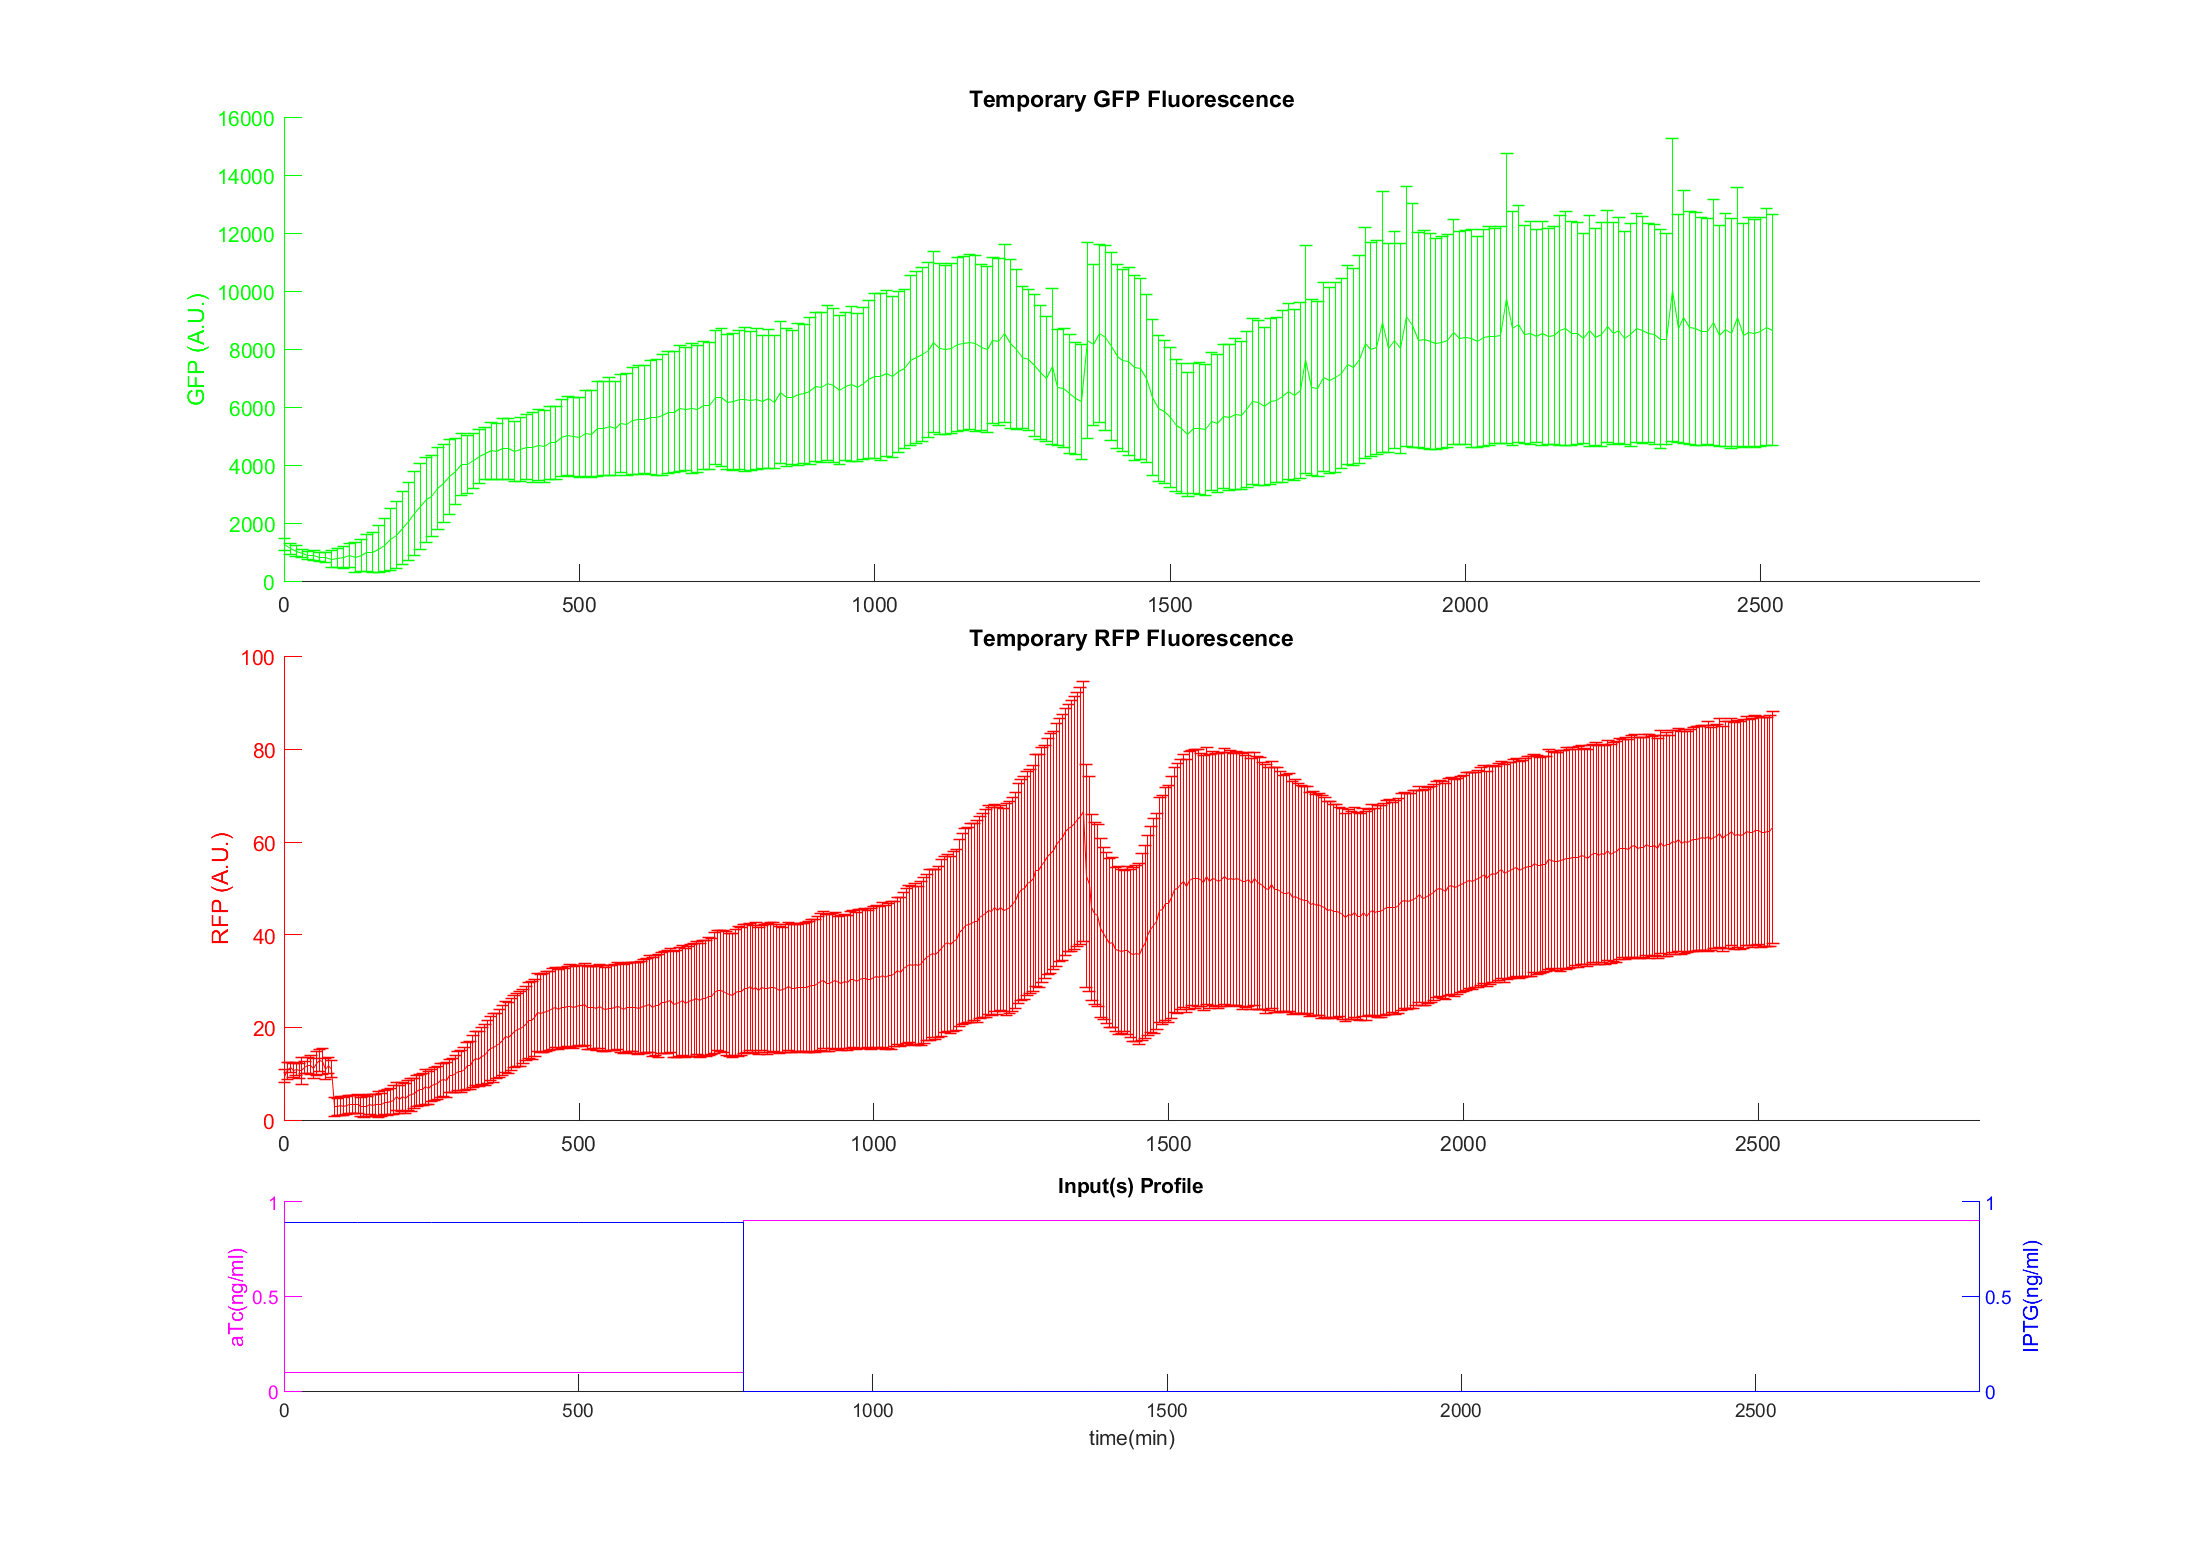 Temporary GFP Fluorescence
16000
14000
12000
10000
8000
6000
4000
2000
0
GFP (A.U.)
0 500 1000 1500 2000 2500
Temporary RFP Fluorescence
100
80
60
40
20
0
RFP (A.U.)
0 500 1000 1500 2000 2500
Input(s) Profile
1
0.5
0
aTc(ng/ml)
1
0.5
0
IPTG(ng/ml)
0 500 1000 1500 2000 2500
time(min)